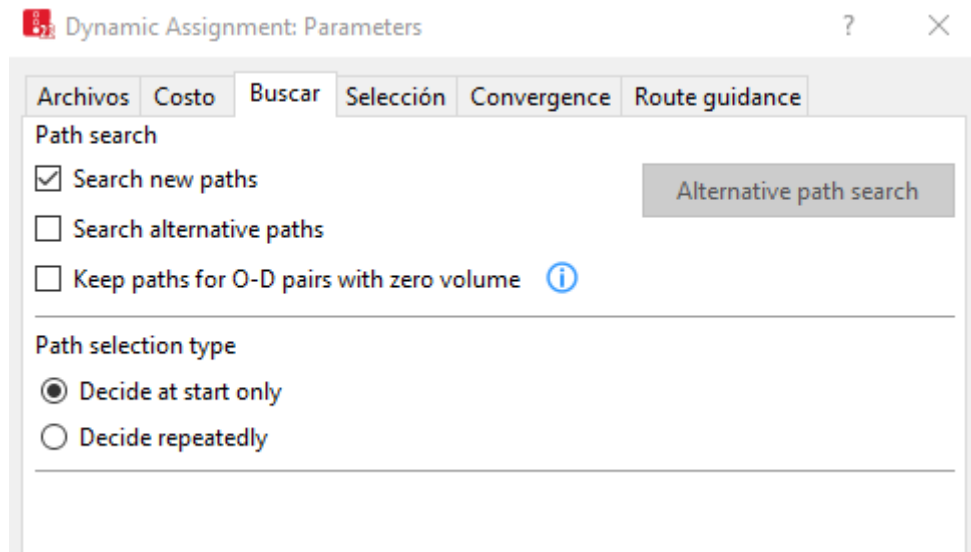 Dynamic Assignment: Parameters ?
Archivos Costo Buscar Selección Convergence Route guidance
Path search
Search new paths
Alternative path search
Search alternative paths
Keep paths for O-D pairs with zero volume
Path selection type
Decide at start only
Decide repeatedly